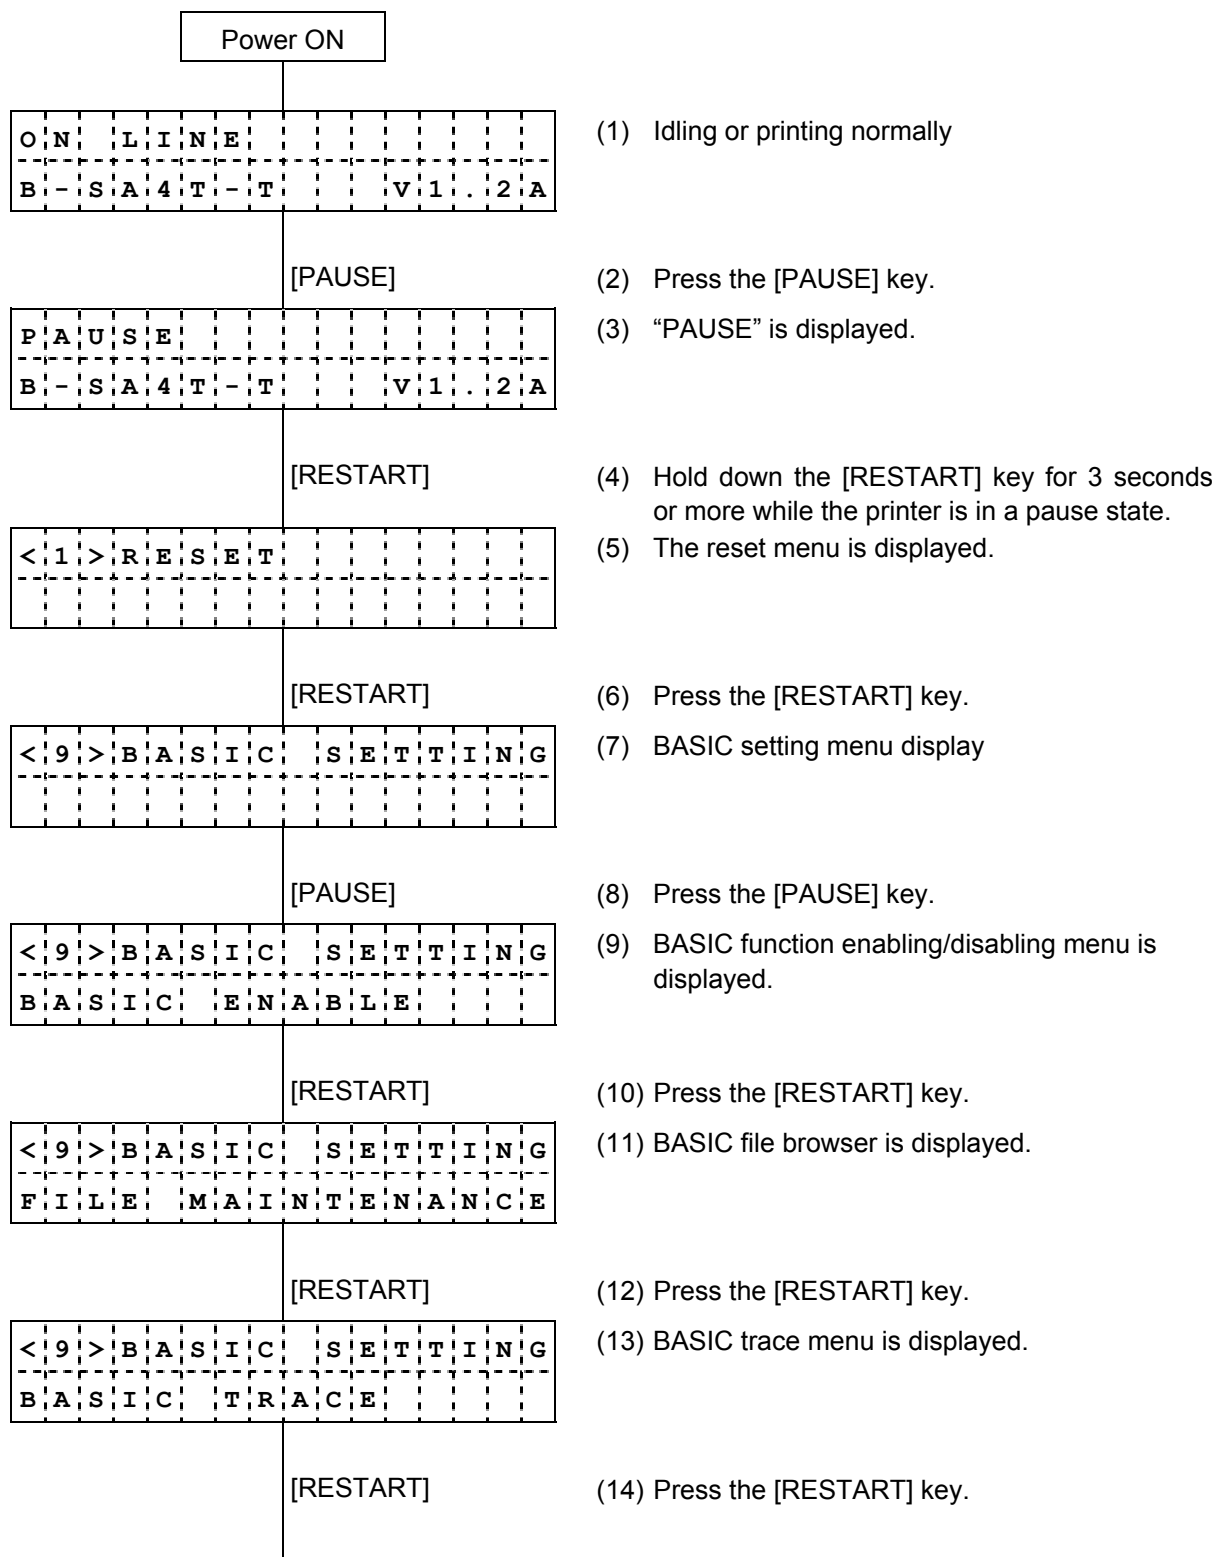 Power ON
ON LINE
B-SA4T-T   V1.2A
(1) Idling or printing normally
[PAUSE]
(2) Press the [PAUSE] key.
PAUSE
B-SA4T-T   V1.2A
(3) “PAUSE” is displayed.
[RESTART]
(4) Hold down the [RESTART] key for 3 seconds
or more while the printer is in a pause state.
<1>RESET
(5) The reset menu is displayed.
[RESTART]
(6) Press the [RESTART] key.
<9>BASIC SETTING
(7) BASIC setting menu display
[PAUSE]
(8) Press the [PAUSE] key.
<9>BASIC SETTING
BASIC ENABLE
(9) BASIC function enabling/disabling menu is
displayed.
[RESTART]
(10) Press the [RESTART] key.
<9>BASIC SETTING
FILE MAINTENANCE
(11) BASIC file browser is displayed.
[RESTART]
(12) Press the [RESTART] key.
<9>BASIC SETTING
BASIC TRACE
(13) BASIC trace menu is displayed.
[RESTART]
(14) Press the [RESTART] key.